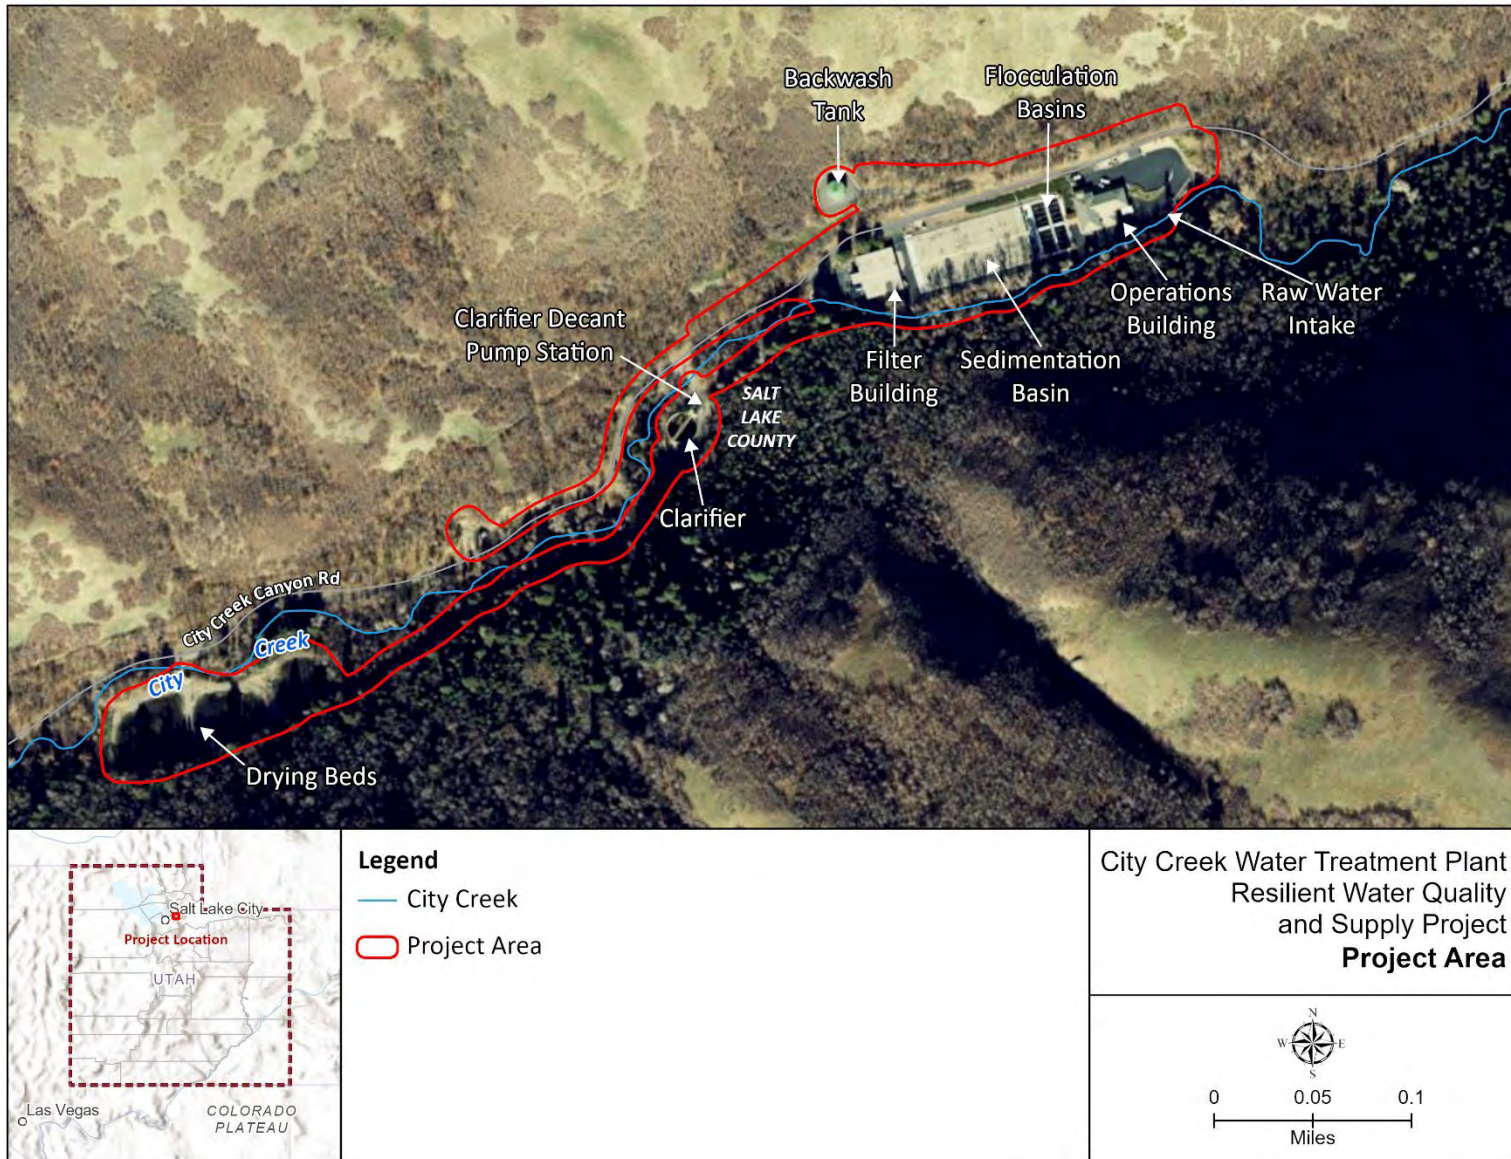 Backwash
Tank
Flocculation
Basins
Clarifier Decant
Pump Station
Operations
Building
Raw Water
Intake
Filter
Building
Sedimentation
Basin
SALT
LAKE
COUNTY
Clarifier
City Creek Canyon Rd
City Creek
Drying Beds
Salt Lake City
Project Location
UTAH
Las Vegas
COLORADO
PLATEAU
Legend
City Creek
Project Area
City Creek Water Treatment Plant
Resilient Water Quality
and Supply Project
Project Area
N
W E
S
0 0.05 0.1
Miles